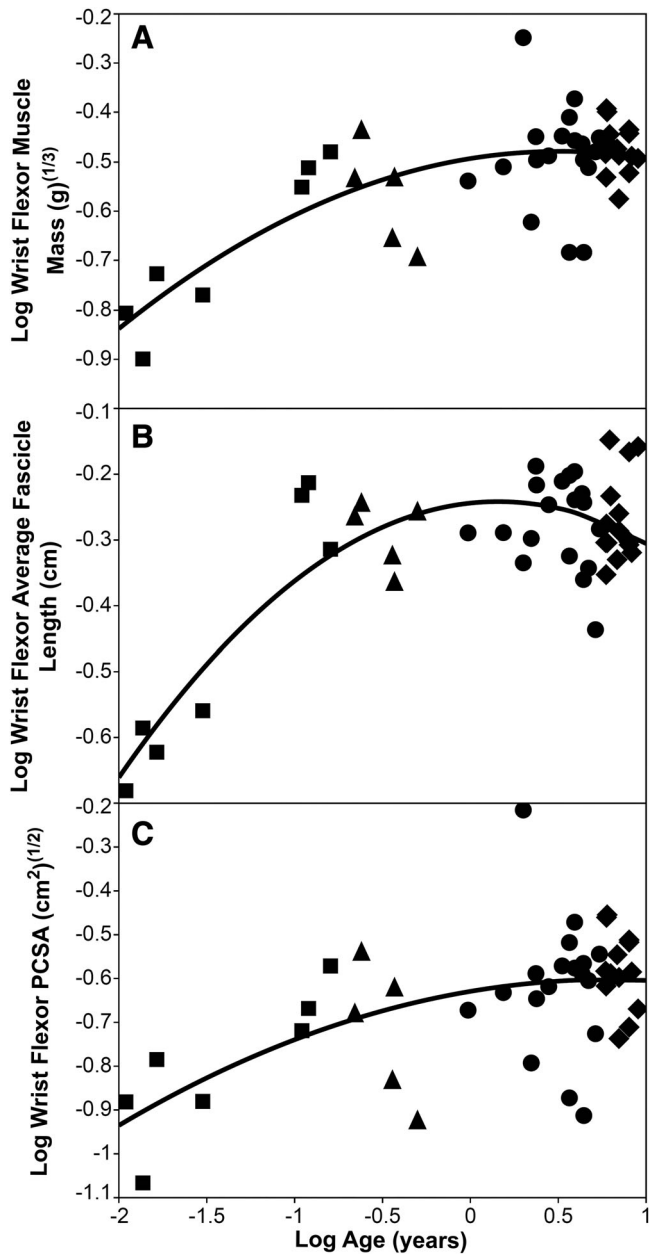 A
Log Wrist Flexor Muscle
Mass (g)(1/3)
-0.2
-0.3
-0.4
-0.5
-0.6
-0.7
-0.8
-0.9
B
Log Wrist Flexor Average Fascicle
Length (cm)
-0.1
-0.2
-0.3
-0.4
-0.5
-0.6
C
Log Wrist Flexor PCSA (cm2)(1/2)
-0.2
-0.3
-0.4
-0.5
-0.6
-0.7
-0.8
-0.9
-1
-1.1
-2 -1.5 -1 -0.5 0 0.5 1
Log Age (years)